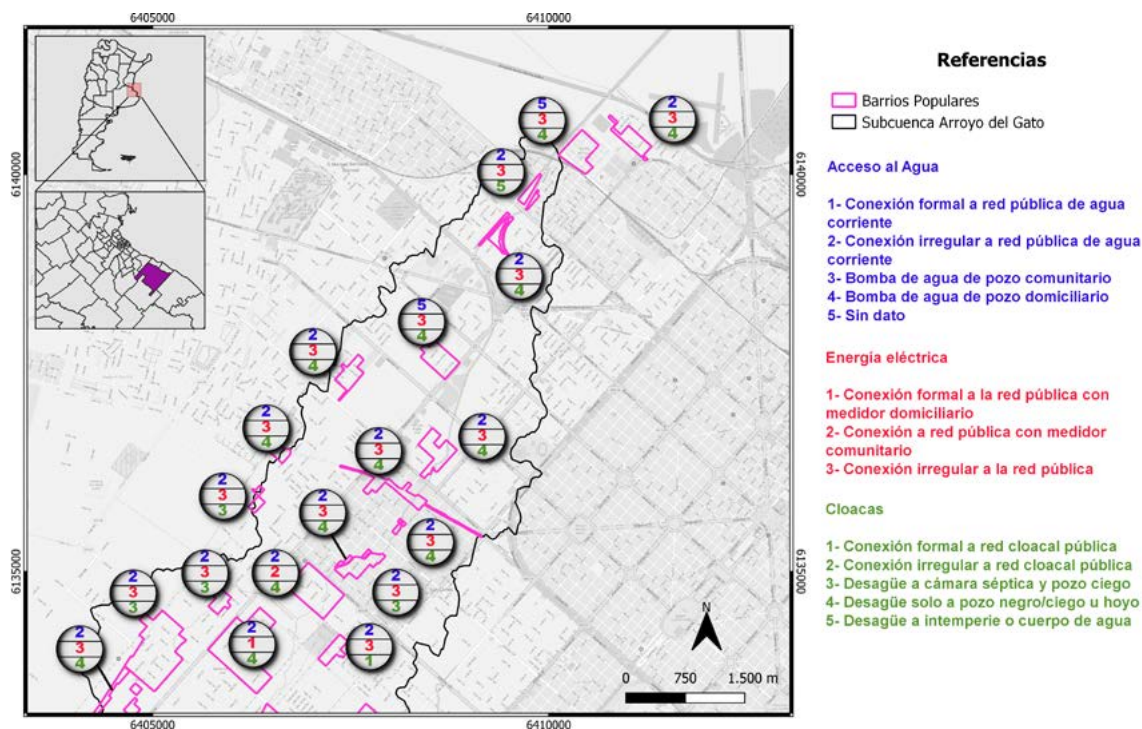 6405000
6410000
6140000
6140000
6135000
6135000
6405000
6410000
5
3
4
2
3
4
2
3
5
2
3
4
5
3
4
2
3
4
2
3
4
2
3
4
2
3
4
2
3
3
2
3
4
2
3
4
2
3
3
2
2
4
2
3
3
2
3
3
2
3
4
2
1
4
2
3
1
N
0 750 1.500 m
Referencias
Barrios Populares
Subcuenca Arroyo del Gato
Acceso al Agua
1- Conexión formal a red pública de agua
corriente
2- Conexión irregular a red pública de agua
corriente
3- Bomba de agua de pozo comunitario
4- Bomba de agua de pozo domiciliario
5- Sin dato
Energía eléctrica
1- Conexión formal a la red pública con
medidor domiciliario
2- Conexión a red pública con medidor
comunitario
3- Conexión irregular a la red pública
Cloacas
1- Conexión formal a red cloacal pública
2- Conexión irregular a red cloacal pública
3- Desagüe a cámara séptica y pozo ciego
4- Desagüe solo a pozo negro/ciego u hoyo
5- Desagüe a intemperie o cuerpo de agua